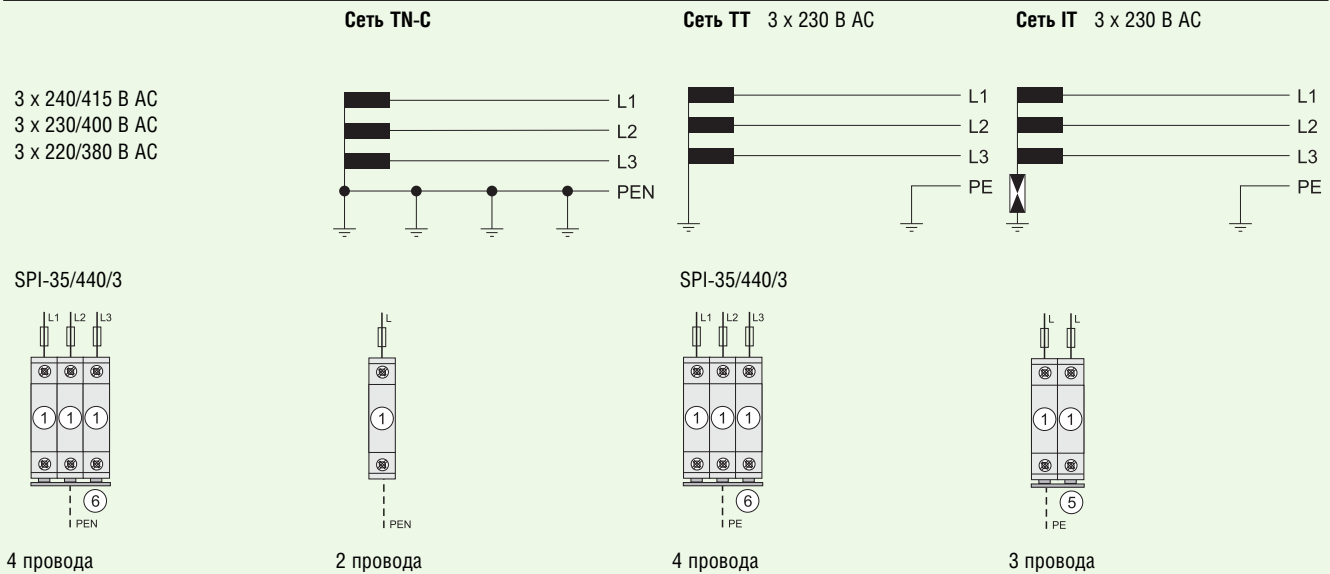 Сеть TN-C
Сеть ТТ 3 x 230 В AC
Сеть IT 3 x 230 В AC
3 x 240/415 В AC
3 x 230/400 В AC
3 x 220/380 В AC
L1
L2
L3
PEN
L1
L2
L3
PE
L1
L2
L3
PE
SPI-35/440/3
SPI-35/440/3
L1 L2 L3
L
L1 L2 L3
L L
1 1 1
1
1 1 1
1 1
6
6
5
PEN
PEN
PE
PE
4 провода
2 провода
4 провода
3 провода